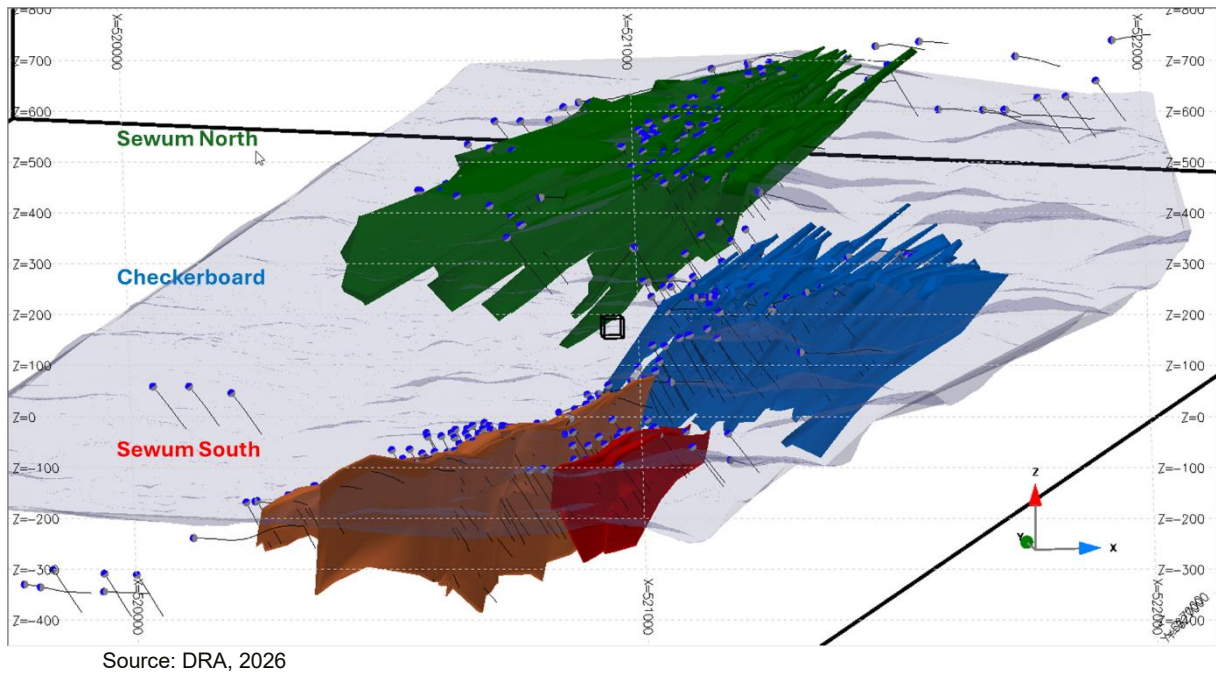 Z=800
X=520000
X=521000
X=522000
Z=800
Z=700
Z=700
Z=600
Z=600
Sewum North
Z=500
Z=500
Z=400
Z=400
Checkerboard
Z=300
Z=300
Z=200
Z=200
Z=100
Z=100
Z=0
Z=0
Sewum South
Z=-100
Z=-100
Z
Z=-200
Z=-200
Y
X
Z=-300
Z=-300
X=520000
X=521000
X=522000
Z=-400
Source: DRA, 2026